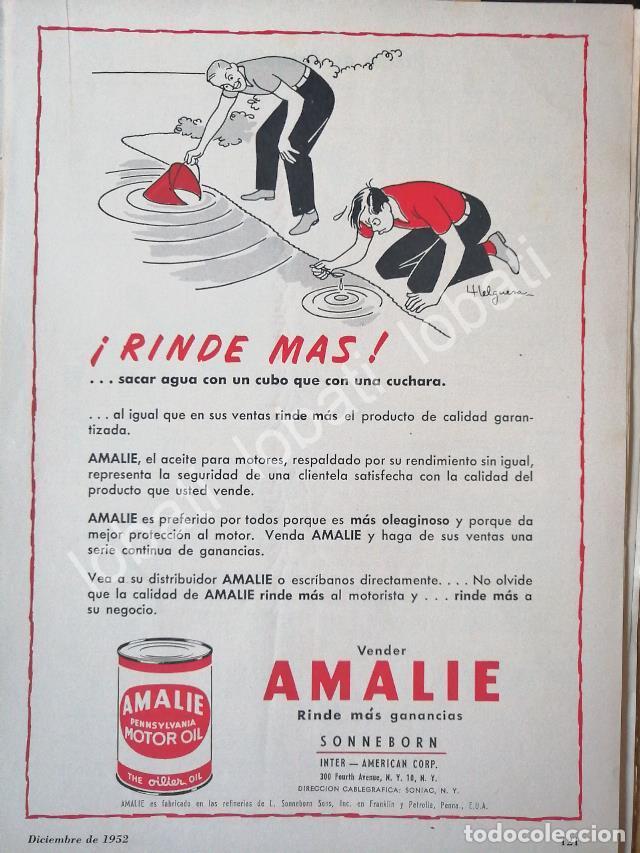 LHelguera
¡RINDE MAS!
...sacar agua con un cubo que con una cuchara.
...al igual que en sus ventas rinde más el producto de calidad garan-
tizada.
AMALIE, el aceite para motores, respaldado por su rendimiento sin igual,
representa la seguridad de una clientela satisfecha con la calidad del
producto que usted vende.
AMALIE es preferido por todos porque es más oleaginoso y porque da
mejor protección al motor. Venda AMALIE y haga de sus ventas una
serie continua de ganancias.
Vea a su distribuidor AMALIE o escríbanos directamente.... No olvide
que la calidad de AMALIE rinde más al motorista y ... rinde más a
su negocio.
AMALIE
PENNSYLVANIA
MOTOR OIL
THE oilier OIL
Vender
AMALIE
Rinde más ganancias
SONNEBORN
INTER — AMERICAN CORP.
300 Fourth Avenue, N. Y. 10, N. Y.
DIRECCION CABLEGRAFICA: SONIAC, N. Y.
AMALIE es fabricado en las refinerías de L. Sonneborn Sons, Inc. en Franklin y Petrolia, Penna., E.U.A.
Diciembre de 1952
121
lobati lobati lobati lobati
todocoleccion